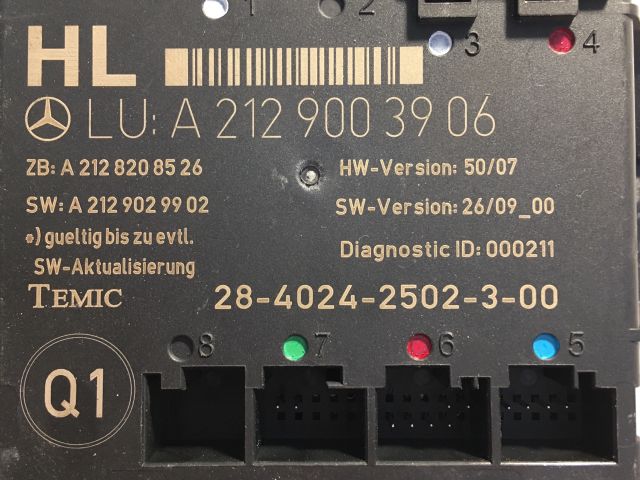 1 2
HL
3 4
LU: A 212 900 39 06
ZB: A 212 820 85 26
HW-Version: 50/07
SW: A 212 902 99 02
SW-Version: 26/09_00
*) gueltig bis zu evtl.
SW-Aktualisierung
Diagnostic ID: 000211
TEMIC 28-4024-2502-3-00
8 7 6 5
Q1